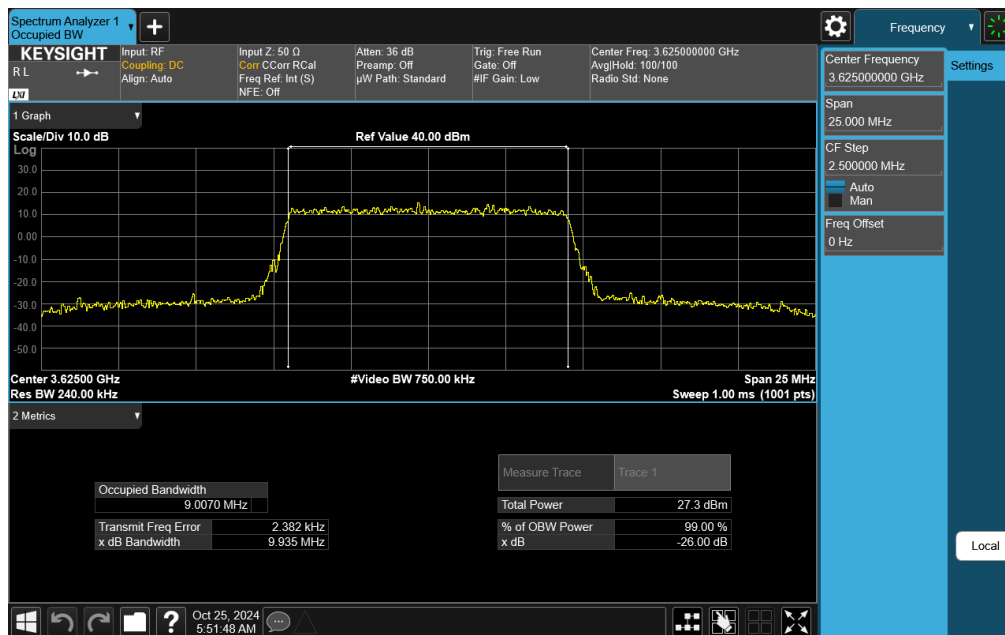 Spectrum Analyzer 1
Occupied BW
+
Frequency
KEYSIGHT
R L
LXI
Input: RF
Coupling: DC
Align: Auto
Input Z: 50 Ω
Corr CCorr RCal
Freq Ref: Int (S)
NFE: Off
Atten: 36 dB
Preamp: Off
µW Path: Standard
Trig: Free Run
Gate: Off
#IF Gain: Low
Center Freq: 3.625000000 GHz
Avg|Hold: 100/100
Radio Std: None
Center Frequency
3.625000000 GHz
Settings
Span
25.000 MHz
CF Step
2.500000 MHz
Auto
Man
Freq Offset
0 Hz
Local
1 Graph
Scale/Div 10.0 dB
Ref Value 40.00 dBm
Log
30.0
20.0
10.0
0.00
-10.0
-20.0
-30.0
-40.0
-50.0
Center 3.62500 GHz
#Video BW 750.00 kHz
Span 25 MHz
Res BW 240.00 kHz
Sweep 1.00 ms (1001 pts)
2 Metrics
Measure Trace
Trace 1
Occupied Bandwidth
9.0070 MHz
Total Power
27.3 dBm
Transmit Freq Error
2.382 kHz
% of OBW Power
99.00 %
x dB Bandwidth
9.935 MHz
x dB
-26.00 dB
?
Oct 25, 2024
5:51:48 AM